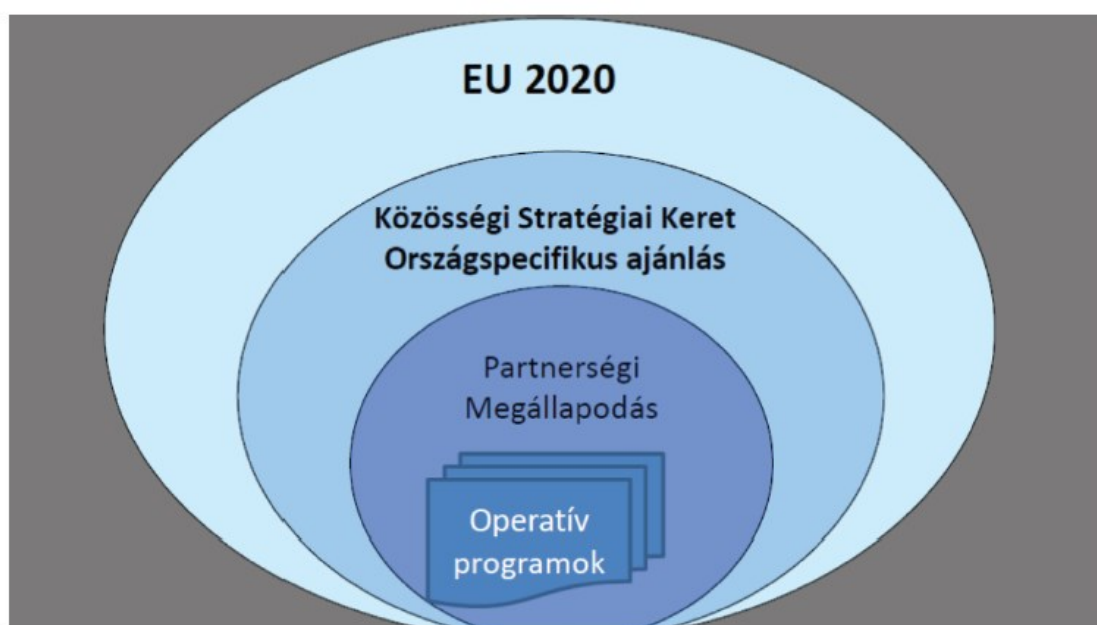 EU 2020
Közösségi Stratégiai Keret
Országspecifikus ajánlás
Partnerségi
Megállapodás
Operatív
programok